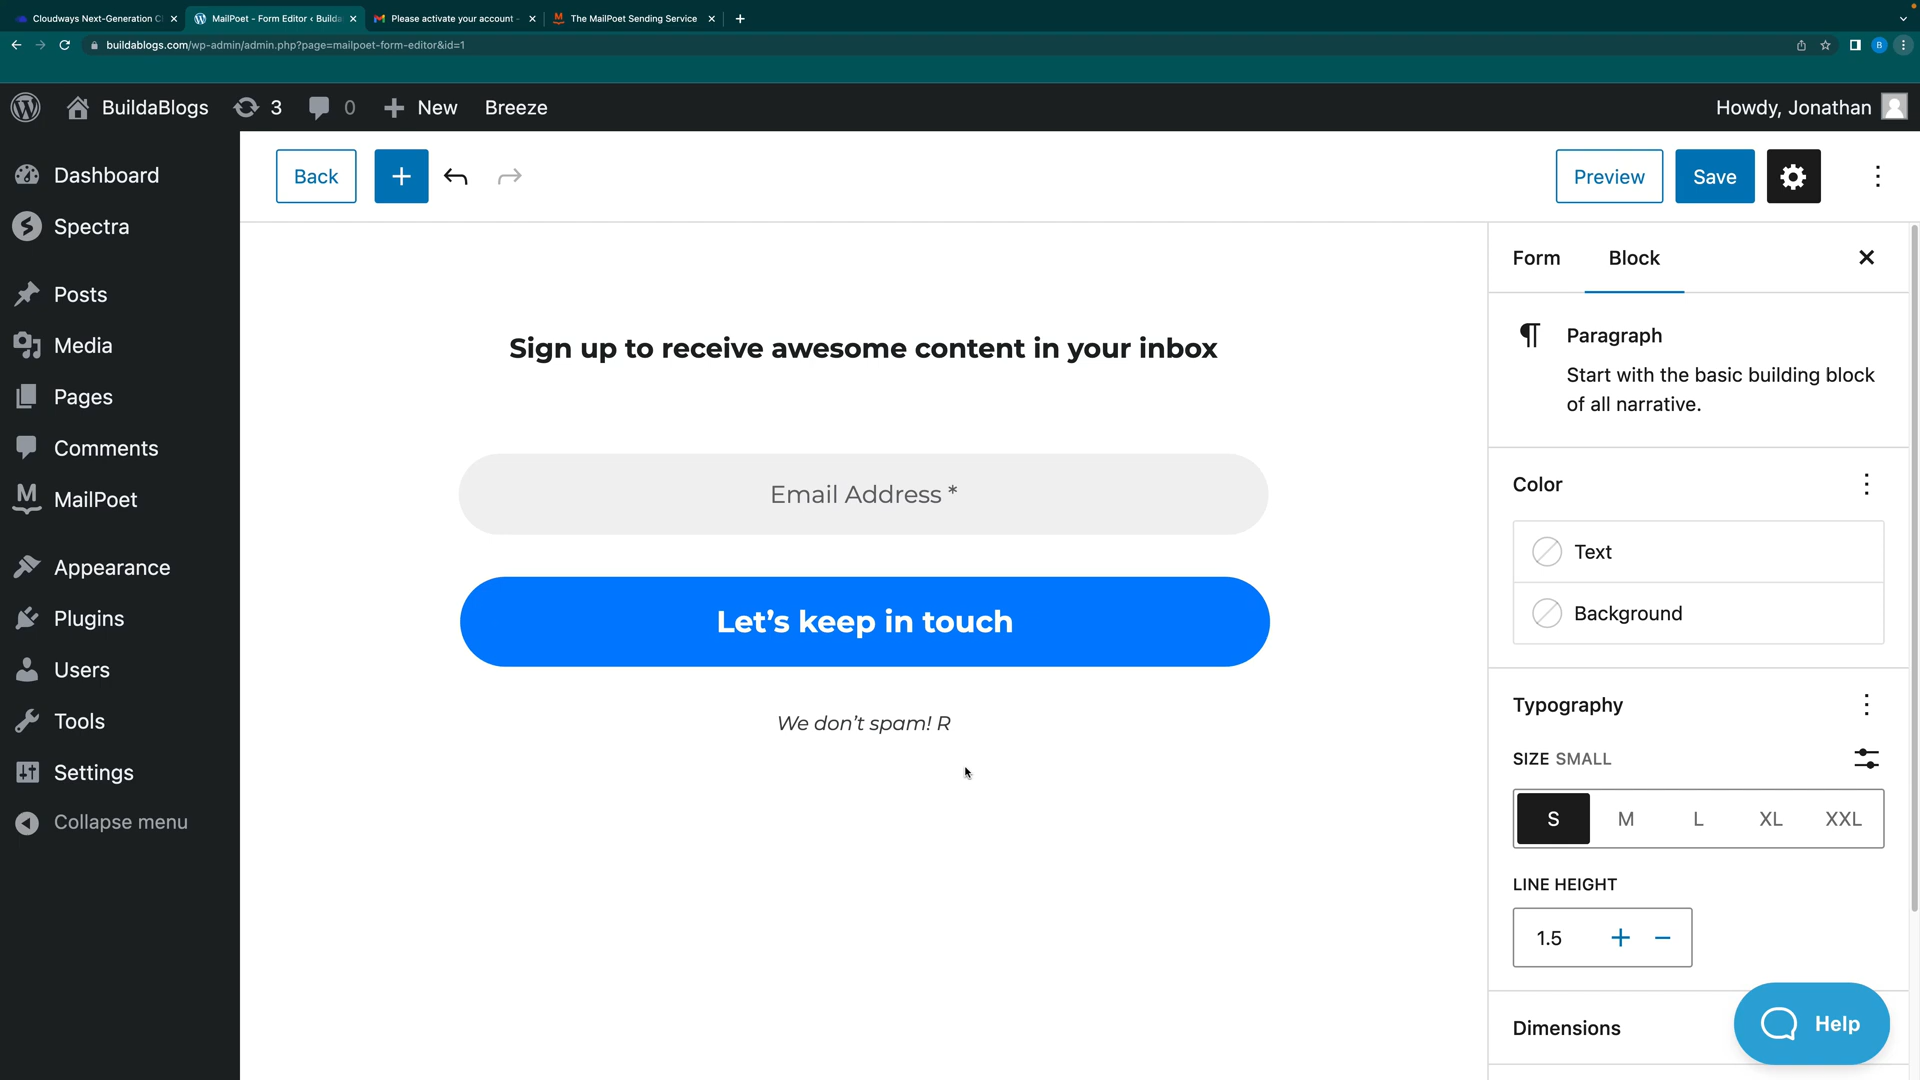 Cloudways Next-Generation C
MailPoet - Form Editor ‹ Builda
Please activate your account -
The MailPoet Sending Service
buildablogs.com/wp-admin/admin.php?page=mailpoet-form-editor&id=1
B
BuildaBlogs
3
0
New
Breeze
Howdy, Jonathan
Dashboard
Spectra
Posts
Media
Pages
Comments
MailPoet
Appearance
Plugins
Users
Tools
Settings
Collapse menu
Back
Preview
Save
Sign up to receive awesome content in your inbox
Email Address *
Let’s keep in touch
We don’t spam! R
Form
Block
Paragraph
Start with the basic building block
of all narrative.
Color
Text
Background
Typography
SIZE SMALL
S M L XL XXL
LINE HEIGHT
1.5
Dimensions
Help